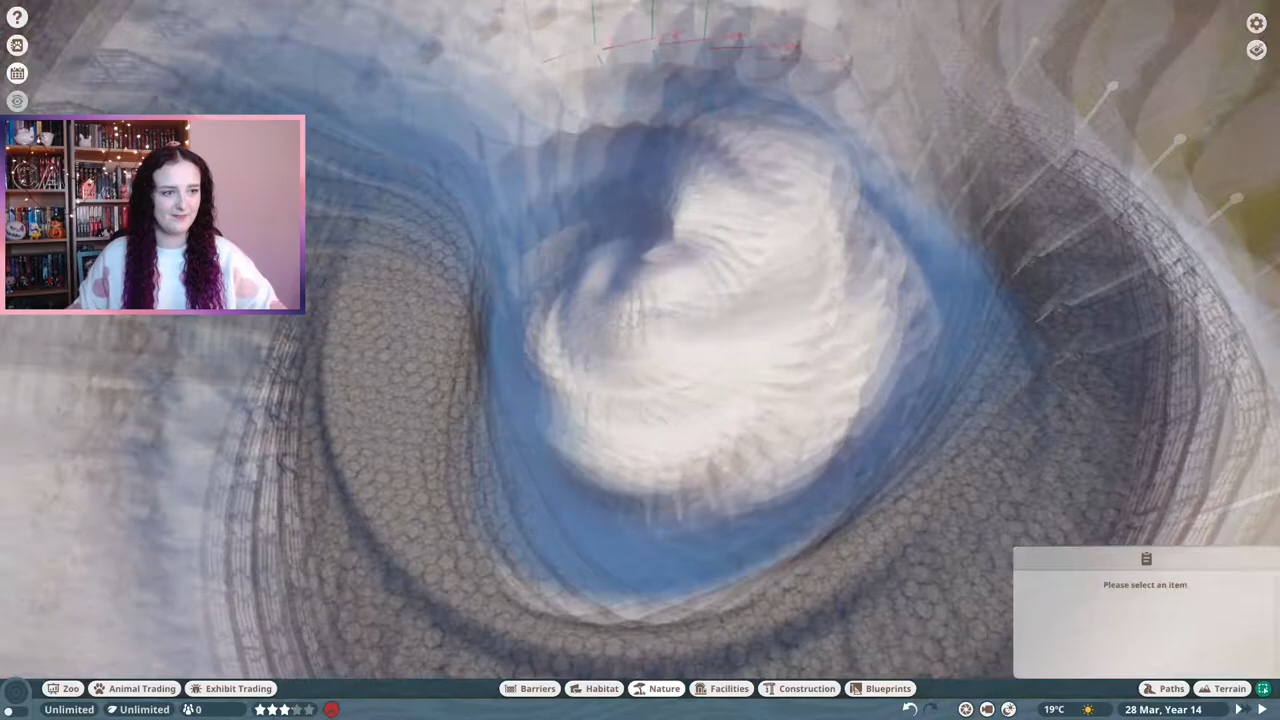 ?
Please select an item
Zoo
Animal Trading
Exhibit Trading
Barriers
Habitat
Nature
Facilities
Construction
Blueprints
Paths
Terrain
Unlimited
Unlimited
0
19°C
28 Mar, Year 14